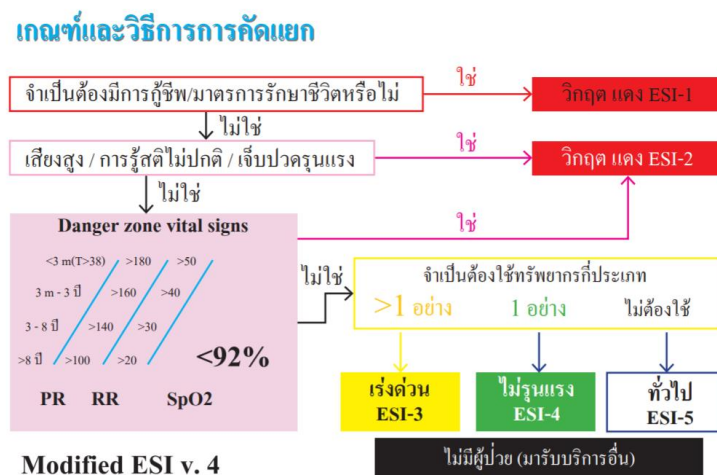 เกณฑ์และวิธีการการคัดแยก
จำเป็นต้องมีการกู้ชีพ/มาตรการรักษาชีวิตหรือไม่
ใช่
วิกฤต แดง ESI-1
ไม่ใช่
เสี่ยงสูง / การรู้สติไม่ปกติ / เจ็บปวดรุนแรง
ใช่
วิกฤต แดง ESI-2
ไม่ใช่
Danger zone vital signs
ใช่
<3 m(T>38) >180 >50
3 m - 3 ปี >160 >40
3 - 8 ปี >140 >30
>8 ปี >100 >20 <92%
PR RR SpO2
ไม่ใช่
จำเป็นต้องใช้ทรัพยากรกี่ประเภท
>1 อย่าง 1 อย่าง ไม่ต้องใช้
เร่งด่วน ไม่รุนแรง ทั่วไป
ESI-3 ESI-4 ESI-5
ไม่มีผู้ป่วย (มารับบริการอื่น)
Modified ESI v. 4